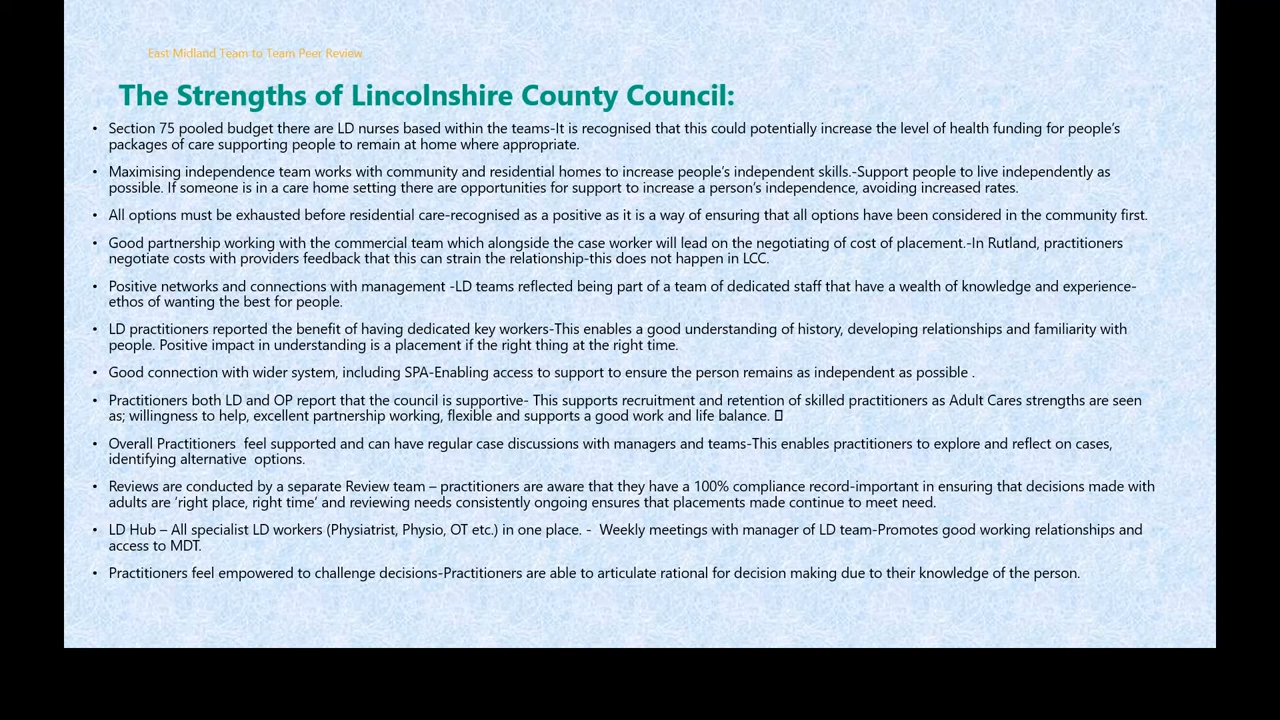 East Midland Team to Team Peer Review
The Strengths of Lincolnshire County Council:
• Section 75 pooled budget there are LD nurses based within the teams-It is recognised that this could potentially increase the level of health funding for people's
packages of care supporting people to remain at home where appropriate.
• Maximising independence team works with community and residential homes to increase people's independent skills.-Support people to live independently as
possible. If someone is in a care home setting there are opportunities for support to increase a person's independence, avoiding increased rates.
• All options must be exhausted before residential care-recognised as a positive as it is a way of ensuring that all options have been considered in the community first.
• Good partnership working with the commercial team which alongside the case worker will lead on the negotiating of cost of placement.-In Rutland, practitioners
negotiate costs with providers feedback that this can strain the relationship-this does not happen in LCC.
• Positive networks and connections with management -LD teams reflected being part of a team of dedicated staff that have a wealth of knowledge and experience-
ethos of wanting the best for people.
• LD practitioners reported the benefit of having dedicated key workers-This enables a good understanding of history, developing relationships and familiarity with
people. Positive impact in understanding is a placement if the right thing at the right time.
• Good connection with wider system, including SPA-Enabling access to support to ensure the person remains as independent as possible .
• Practitioners both LD and OP report that the council is supportive- This supports recruitment and retention of skilled practitioners as Adult Cares strengths are seen
as; willingness to help, excellent partnership working, flexible and supports a good work and life balance. 
• Overall Practitioners  feel supported and can have regular case discussions with managers and teams-This enables practitioners to explore and reflect on cases,
identifying alternative  options.
• Reviews are conducted by a separate Review team – practitioners are aware that they have a 100% compliance record-important in ensuring that decisions made with
adults are 'right place, right time' and reviewing needs consistently ongoing ensures that placements made continue to meet need.
• LD Hub – All specialist LD workers (Physiatrist, Physio, OT etc.) in one place. -  Weekly meetings with manager of LD team-Promotes good working relationships and
access to MDT.
• Practitioners feel empowered to challenge decisions-Practitioners are able to articulate rational for decision making due to their knowledge of the person.